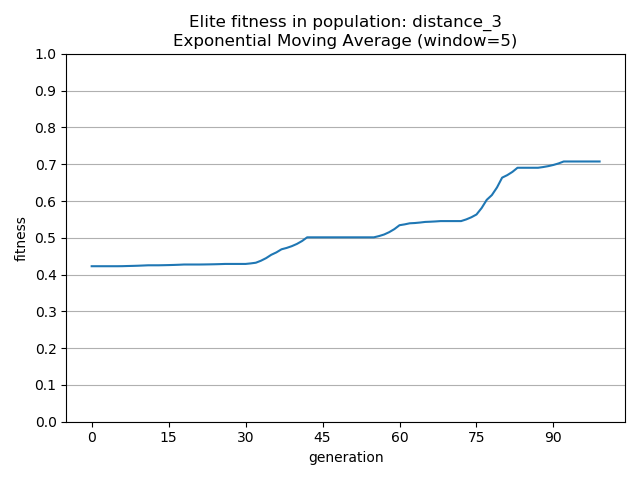 Elite fitness in population: distance_3
Exponential Moving Average (window=5)
1.0
0.9
0.8
0.7
0.6
0.5
0.4
0.3
0.2
0.1
0.0
fitness
0 15 30 45 60 75 90
generation